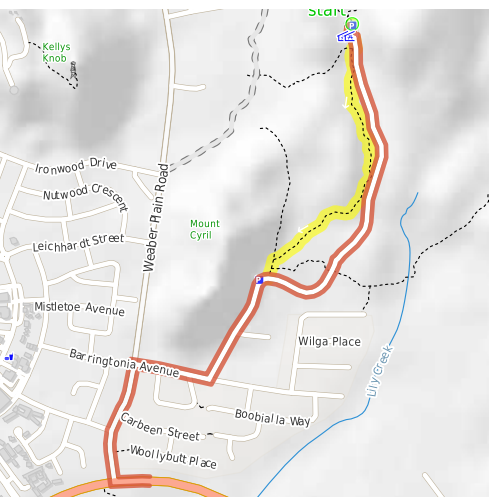 start
Kellys
Knob
Ironwood Drive
Nutwood Crescent
Weaber Plain Road
Mount
Cyril
Leichhardt Street
Mistletoe Avenue
Wilga Place
Barringtonia Avenue
Lily Creek
Boobialla Way
Carbeen Street
Woollybutt Place